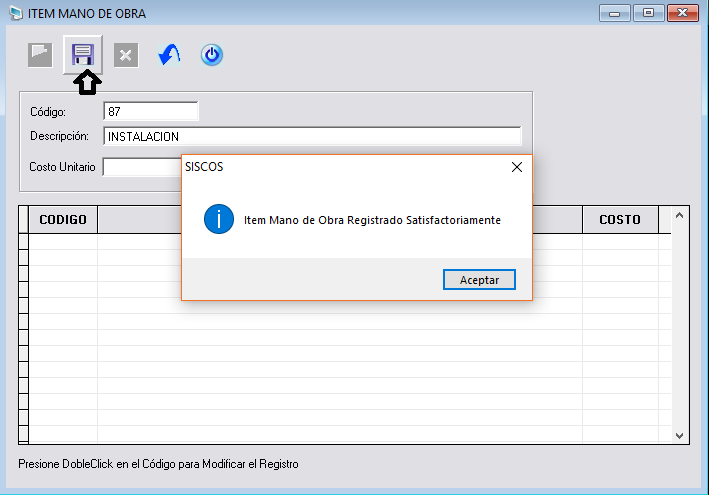 ITEM MANO DE OBRA
Código: 87
Descripción: INSTALACION
Costo Unitario
SISCOS
Item Mano de Obra Registrado Satisfactoriamente
Aceptar
CODIGO COSTO
Presione DobleClick en el Código para Modificar el Registro